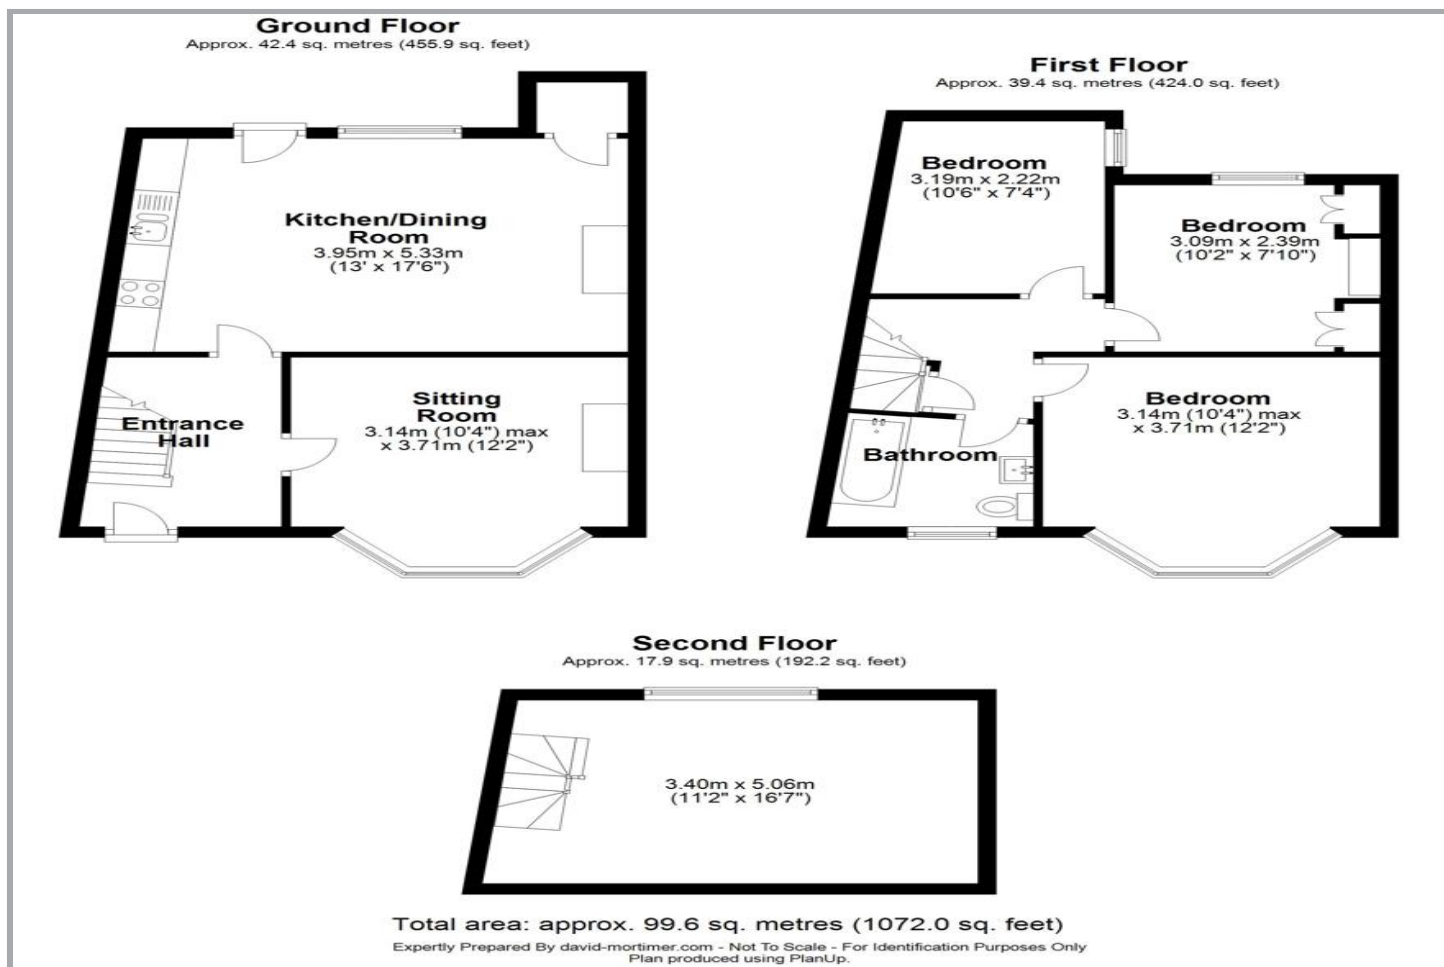 Ground Floor
Approx. 42.4 sq. metres (455.9 sq. feet)
Kitchen/Dining
Room
3.95m x 5.33m
(13' x 17'6")
Sitting
Room
3.14m (10'4") max
x 3.71m (12'2")
Entrance
Hall
First Floor
Approx. 39.4 sq. metres (424.0 sq. feet)
Bedroom
3.19m x 2.22m
(10'6" x 7'4")
Bedroom
3.09m x 2.39m
(10'2" x 7'10")
Bedroom
3.14m (10'4") max
x 3.71m (12'2")
Bathroom
Second Floor
Approx. 17.9 sq. metres (192.2 sq. feet)
3.40m x 5.06m
(11'2" x 16'7")
Total area: approx. 99.6 sq. metres (1072.0 sq. feet)
Expertly Prepared By david-mortimer.com - Not To Scale - For Identification Purposes Only
Plan produced using PlanUp.